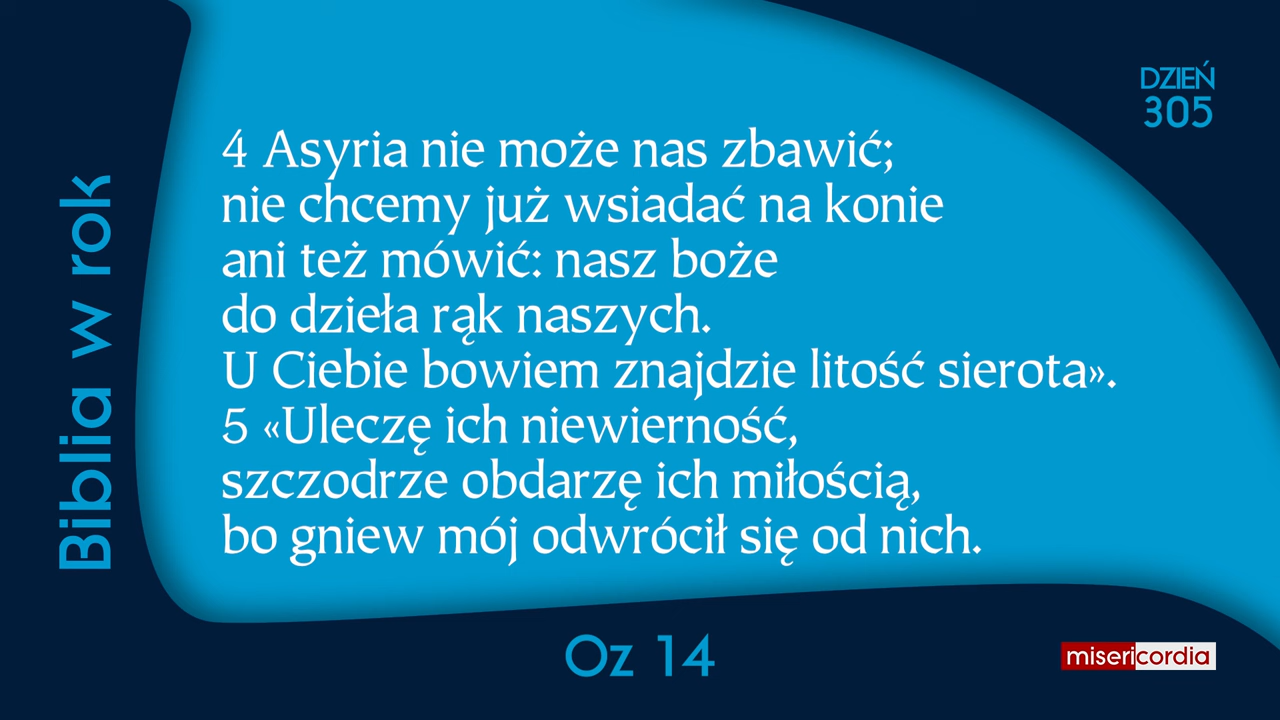 DZIEŃ
305
4 Asyria nie może nas zbawić;
nie chcemy już wsiadać na konie
ani też mówić: nasz boże
do dzieła rąk naszych.
U Ciebie bowiem znajdzie litość sierota».
5 «Uleczę ich niewierność,
szczodrze obdarzę ich miłością,
bo gniew mój odwrócił się od nich.
Biblia w rok
Oz 14
misericordia